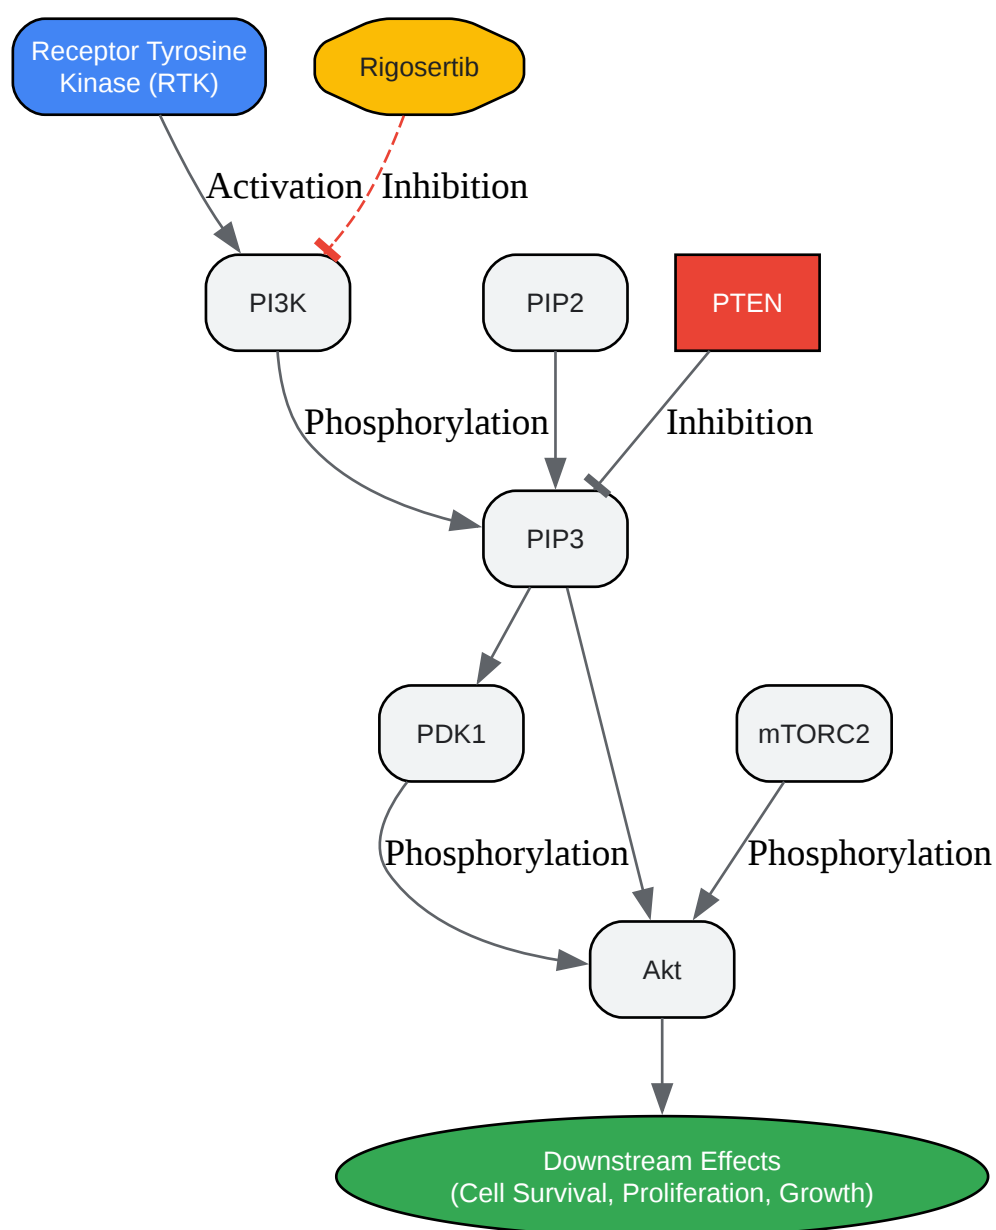 Receptor Tyrosine
Kinase (RTK)
Rigosertib
Activation
Inhibition
PI3K
PIP2
PTEN
Phosphorylation
Inhibition
PIP3
PDK1
mTORC2
Phosphorylation
Phosphorylation
Akt
Downstream Effects
(Cell Survival, Proliferation, Growth)